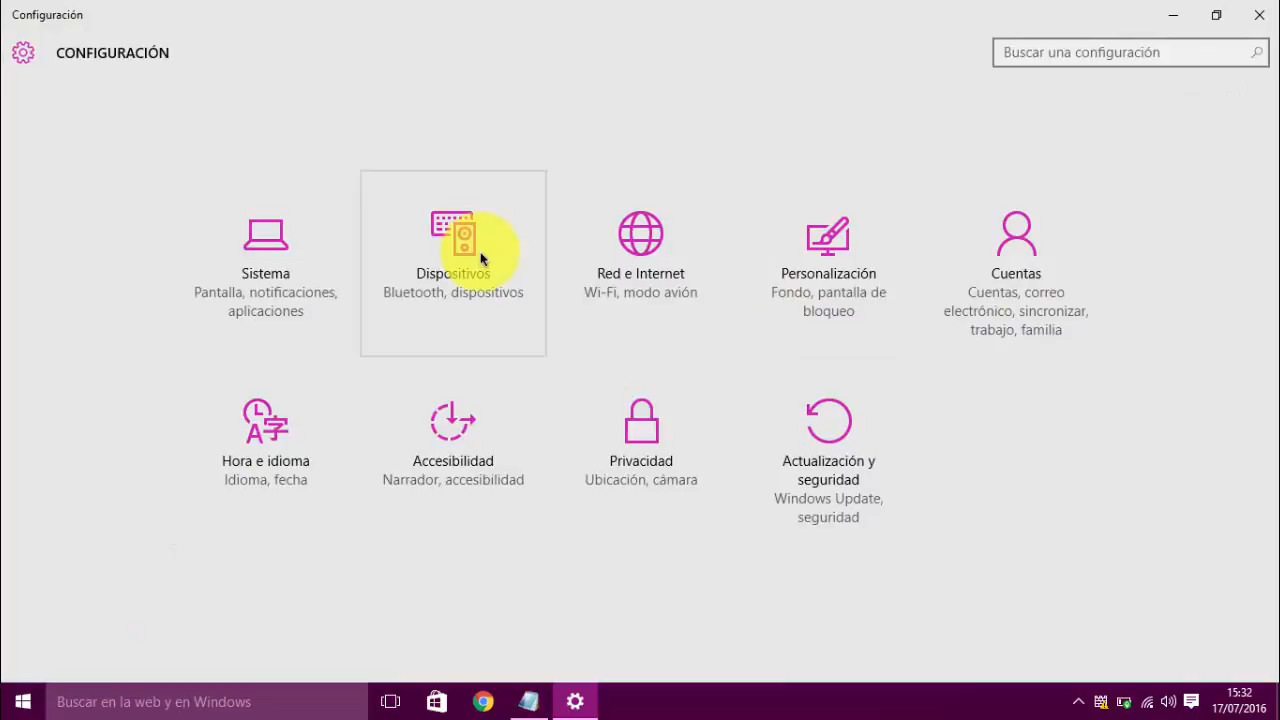 Configuración
CONFIGURACIÓN
Buscar una configuración
Sistema
Pantalla, notificaciones,
aplicaciones
Dispositivos
Bluetooth, dispositivos
Red e Internet
Wi-Fi, modo avión
Personalización
Fondo, pantalla de
bloqueo
Cuentas
Cuentas, correo
electrónico, sincronizar,
trabajo, familia
Hora e idioma
Idioma, fecha
Accesibilidad
Narrador, accesibilidad
Privacidad
Ubicación, cámara
Actualización y
seguridad
Windows Update,
seguridad
Buscar en la web y en Windows
15:32
17/07/2016